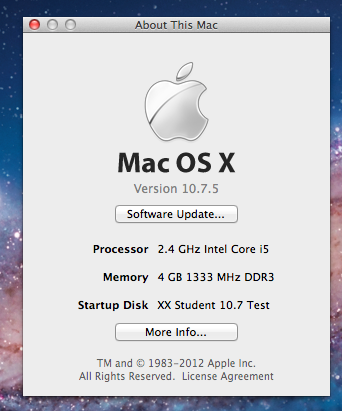 About This Mac
Mac OS X
Version 10.7.5
Software Update...
Processor 2.4 GHz Intel Core i5
Memory 4 GB 1333 MHz DDR3
Startup Disk XX Student 10.7 Test
More Info...
TM and © 1983-2012 Apple Inc.
All Rights Reserved. License Agreement